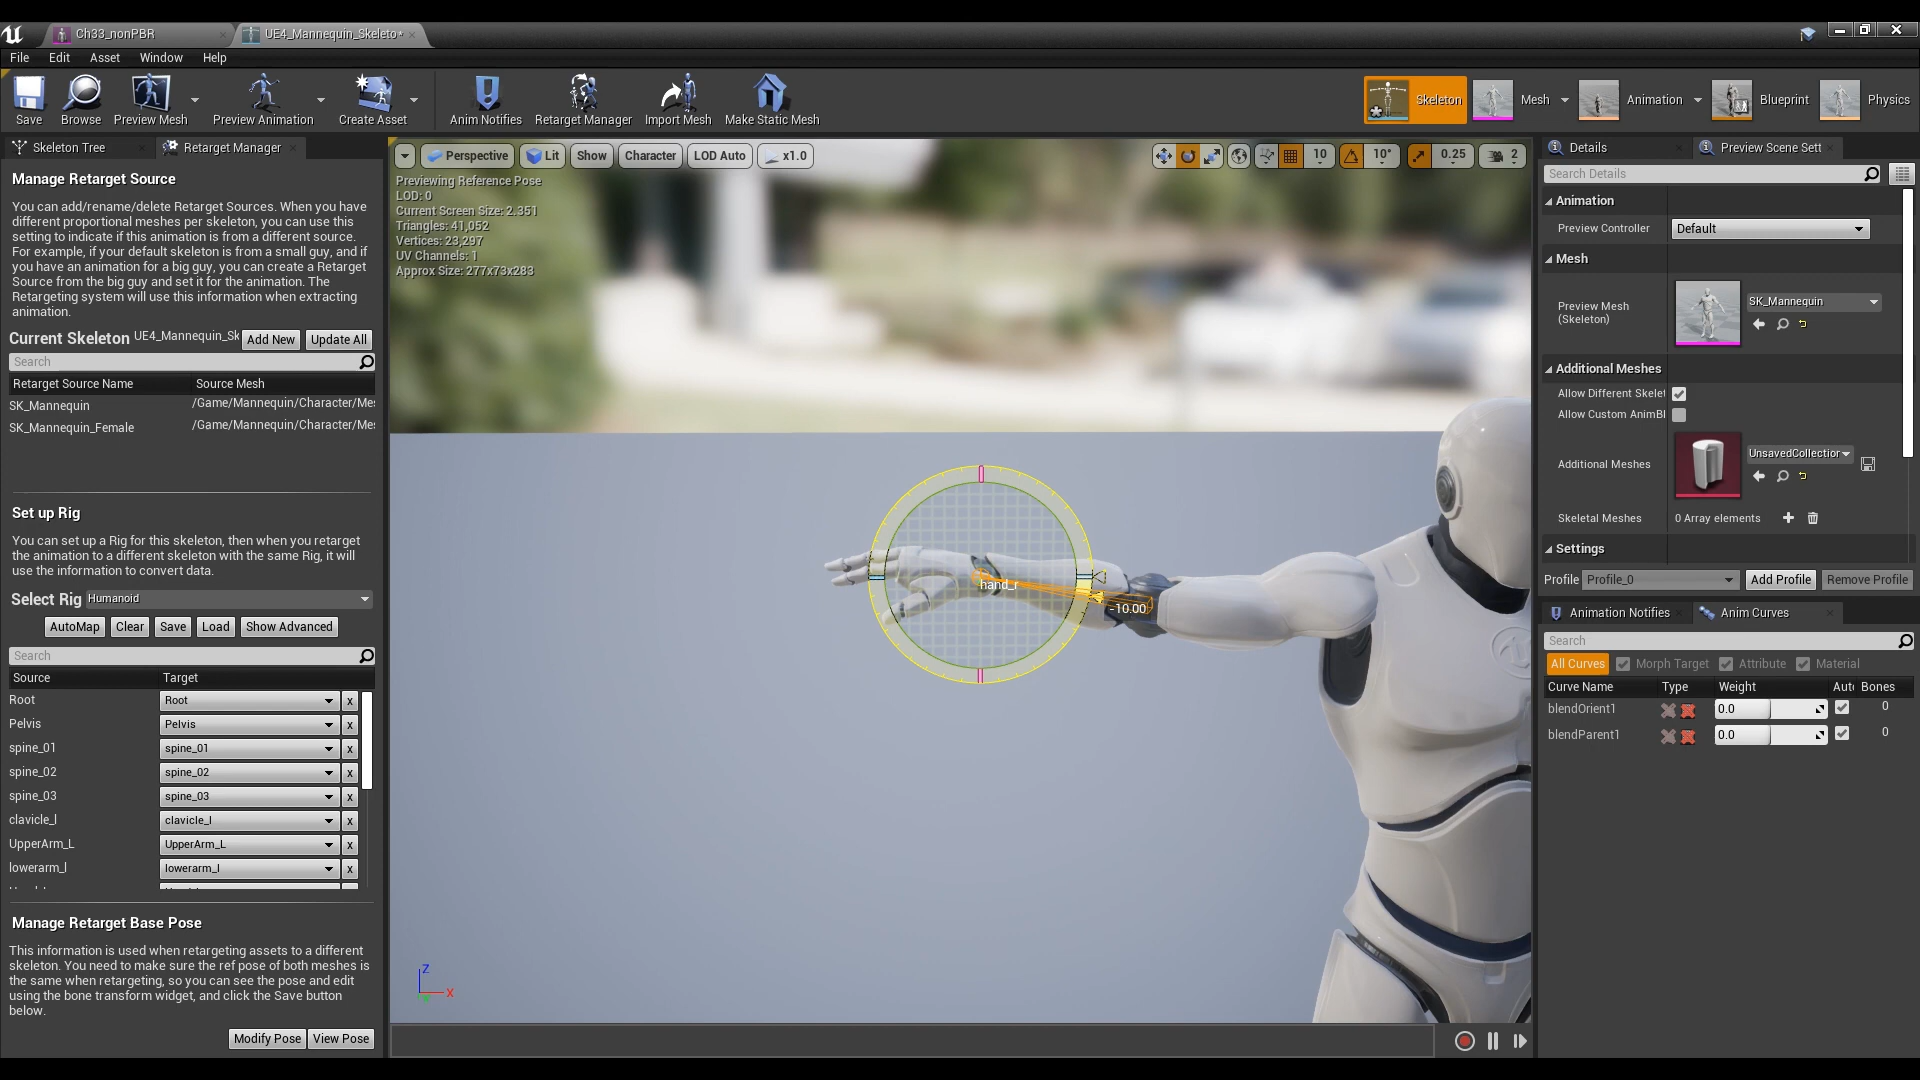 Ch33_nonPBR
UE4_Mannequin_Skeleto*
File Edit Asset Window Help
Save Browse Preview Mesh Preview Animation Create Asset Anim Notifies Retarget Manager Import Mesh Make Static Mesh
Skeleton Mesh Animation Blueprint Physics
Skeleton Tree
Retarget Manager
Manage Retarget Source
You can add/rename/delete Retarget Sources. When you have
different proportional meshes per skeleton, you can use this
setting to indicate if this animation is from a different source.
For example, if your default skeleton is from a small guy, and if
you have an animation for a big guy, you can create a Retarget
Source from the big guy and set it for the animation. The
Retargeting system will use this information when extracting
animation.
Current Skeleton UE4_Mannequin_Sk Add New Update All
Search
Retarget Source Name Source Mesh
SK_Mannequin /Game/Mannequin/Character/Mes
SK_Mannequin_Female /Game/Mannequin/Character/Mes
Set up Rig
You can set up a Rig for this skeleton, then when you retarget
the animation to a different skeleton with the same Rig, it will
use the information to convert data.
Select Rig Humanoid
AutoMap Clear Save Load Show Advanced
Search
Source Target
Root Root x
Pelvis Pelvis x
spine_01 spine_01 x
spine_02 spine_02 x
spine_03 spine_03 x
clavicle_l clavicle_l x
UpperArm_L UpperArm_L x
lowerarm_l lowerarm_l x
Manage Retarget Base Pose
This information is used when retargeting assets to a different
skeleton. You need to make sure the ref pose of both meshes is
the same when retargeting, so you can see the pose and edit
using the bone transform widget, and click the Save button
below.
Modify Pose View Pose
Perspective Lit Show Character LOD Auto x1.0
10 10° 0.25 2
Previewing Reference Pose
LOD: 0
Current Screen Size: 2.351
Triangles: 41,052
Vertices: 23,297
UV Channels: 1
Approx Size: 277x73x283
hand_r
-10.00
Z
X
Details
Preview Scene Sett
Search Details
Animation
Preview Controller Default
Mesh
Preview Mesh
(Skeleton)
SK_Mannequin
Additional Meshes
Allow Different Skelet
Allow Custom AnimBl
Additional Meshes
UnsavedCollection
Skeletal Meshes 0 Array elements
Settings
Profile Profile_0 Add Profile Remove Profile
Animation Notifies
Anim Curves
Search
All Curves Morph Target Attribute Material
Curve Name Type Weight Aut Bones
blendOrient1 0.0 0
blendParent1 0.0 0